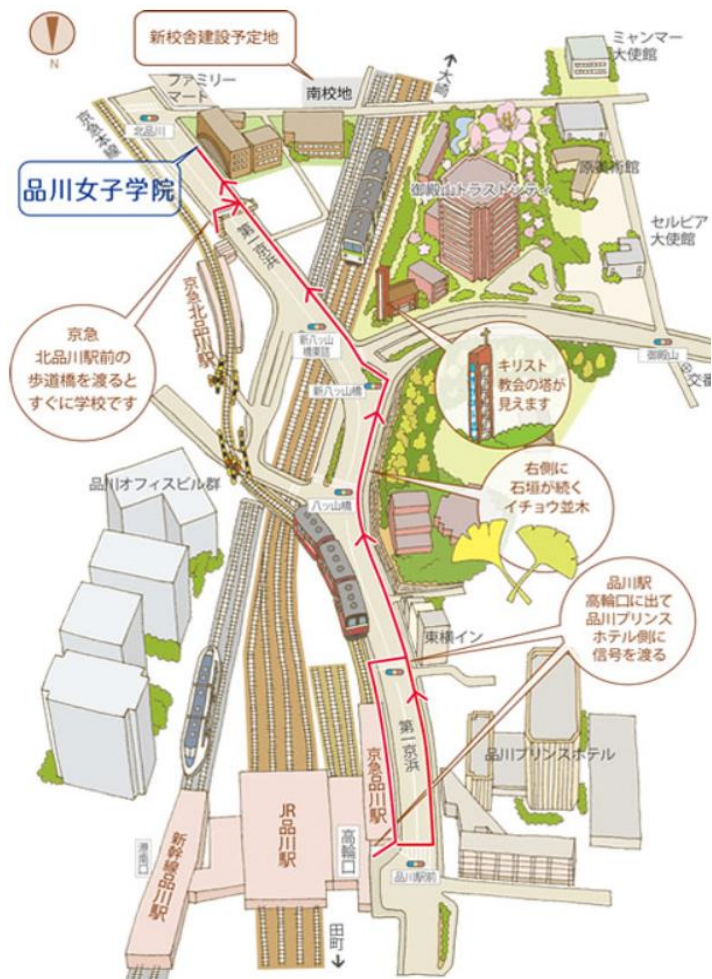 新校舎建設予定地
ミャンマー
大使館
N
ファミリー
マート
南校地
大崎
京急本線
北品川
品川女子学院
原美術館
御殿山トラストシティ
セルビア
大使館
第一京浜
京急北品川駅
京急
北品川駅前の
歩道橋を渡ると
すぐに学校です
新八ッ山
橋東詰
新八ッ山橋
御殿山
交番
キリスト
教会の塔が
見えます
右側に
石垣が続く
イチョウ並木
品川オフィスビル群
八ッ山橋
品川駅
高輪口に出て
品川プリンス
ホテル側に
信号を渡る
東横イン
第一京浜
京急品川駅
品川プリンスホテル
JR品川駅
高輪口
港南口
新幹線品川駅
品川駅前
田町